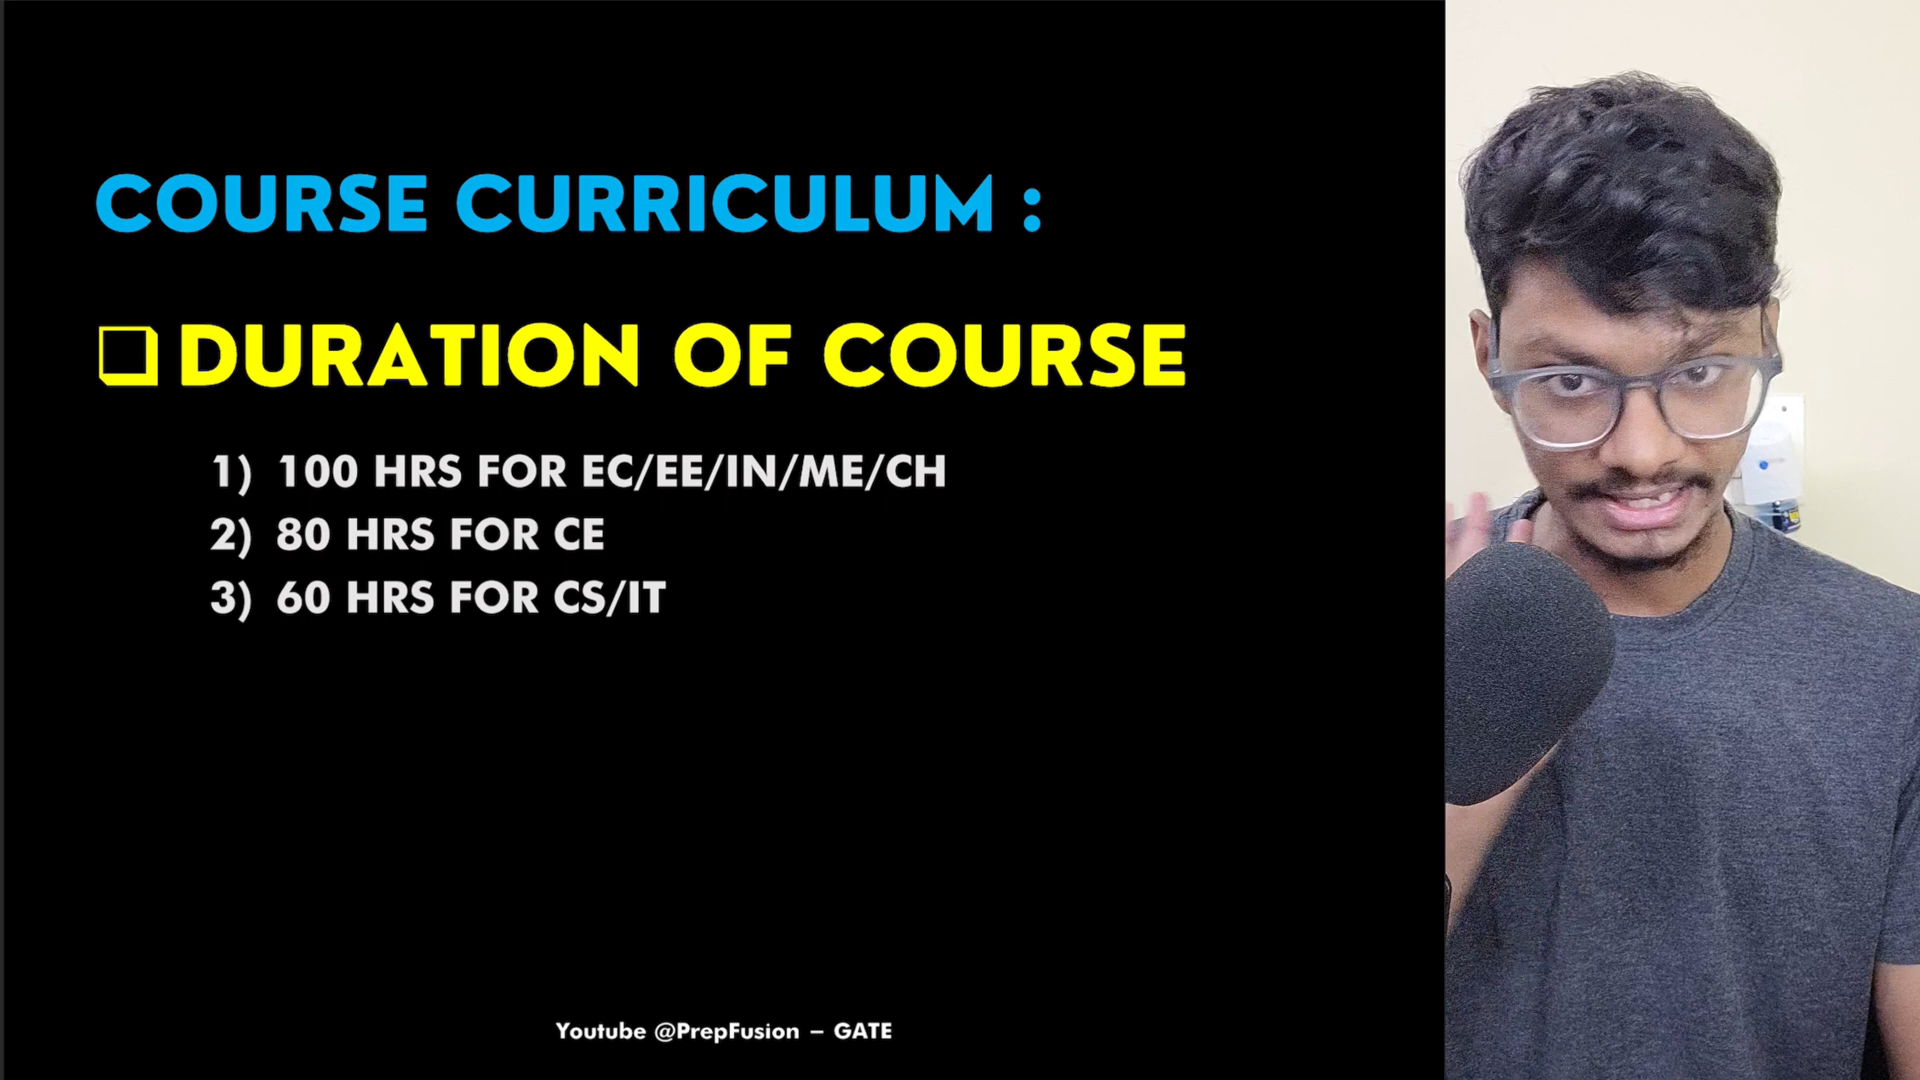 COURSE CURRICULUM :
DURATION OF COURSE
1) 100 HRS FOR EC/EE/IN/ME/CH
2) 80 HRS FOR CE
3) 60 HRS FOR CS/IT
Youtube @PrepFusion – GATE